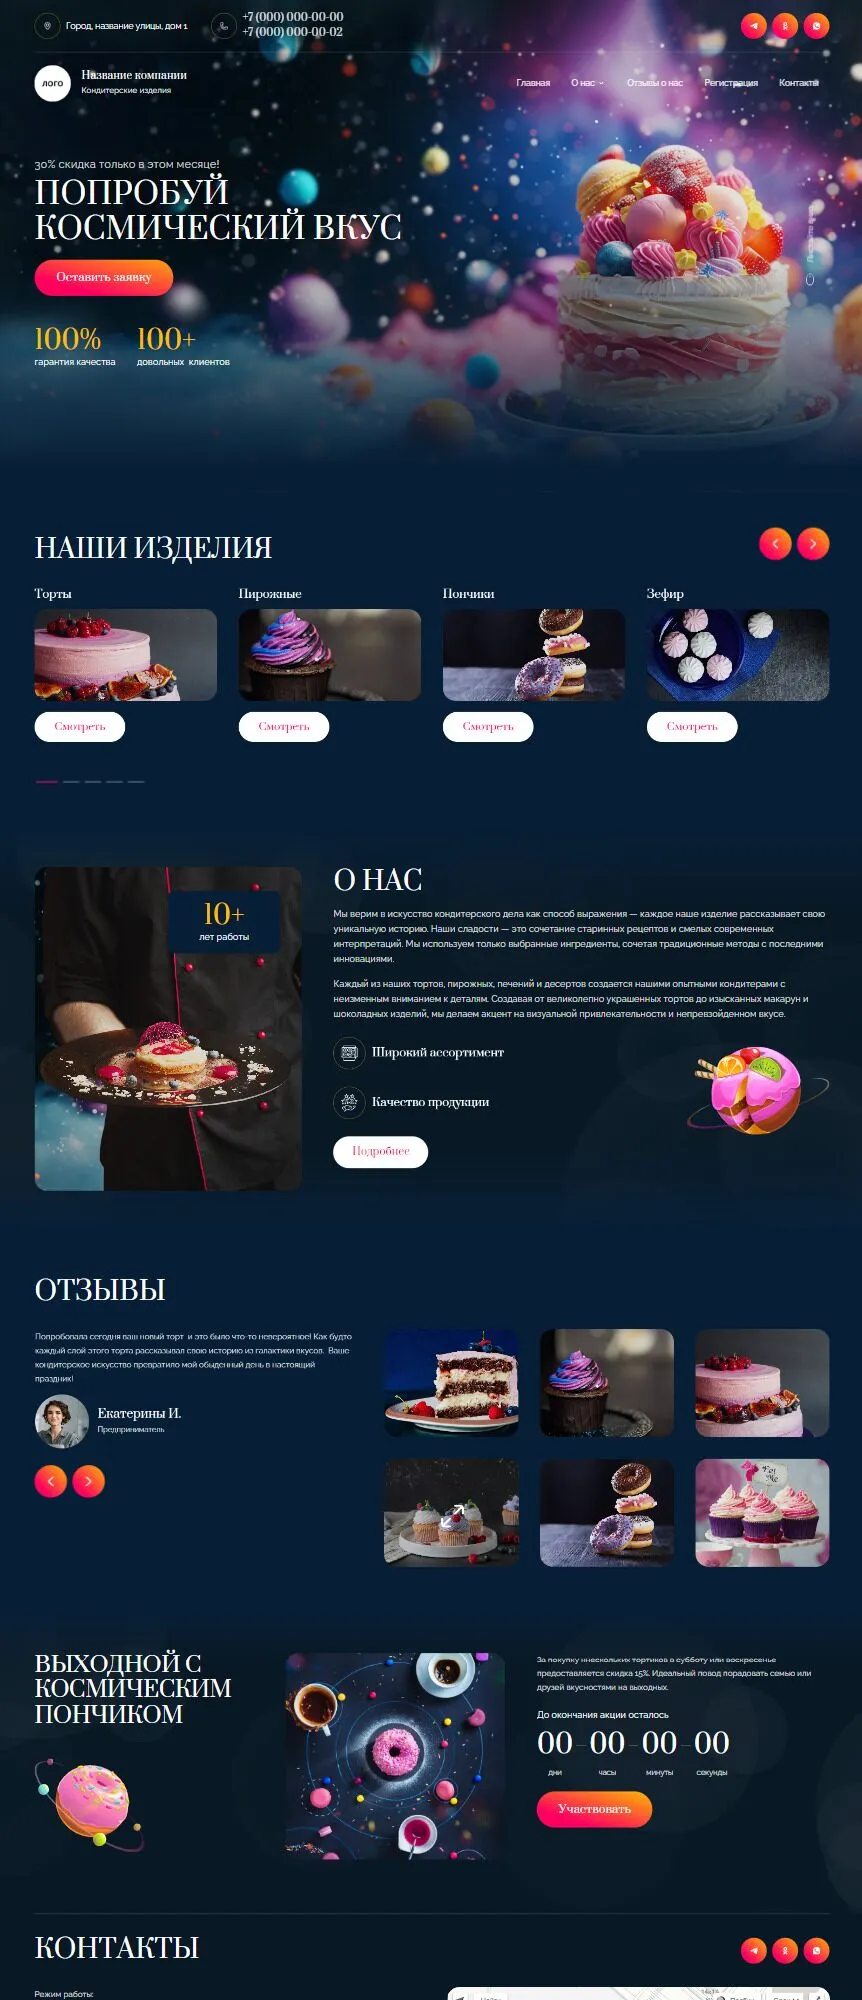 Город, название улицы, дом 1
+7 (000) 000-00-00
+7 (000) 000-00-02
лого
Название компании
Кондитерские изделия
Главная
О нас
Отзывы о нас
Регистрация
Контакты
30% скидка только в этом месяце!
ПОПРОБУЙ
КОСМИЧЕСКИЙ ВКУС
Оставить заявку
100%
гарантия качества
100+
довольных клиентов
НАШИ ИЗДЕЛИЯ
Торты
Пирожные
Пончики
Зефир
Смотреть
Смотреть
Смотреть
Смотреть
10+
лет работы
О НАС
Мы верим в искусство кондитерского дела как способ выражения — каждое наше изделие рассказывает свою
уникальную историю. Наши сладости — это сочетание старинных рецептов и смелых современных
интерпретаций. Мы используем только выбранные ингредиенты, сочетая традиционные методы с последними
инновациями.
Каждый из наших тортов, пирожных, печений и десертов создается нашими опытными кондитерами с
неизменным вниманием к деталям. Создавая от великолепно украшенных тортов до изысканных макарун и
шоколадных изделий, мы делаем акцент на визуальной привлекательности и непревзойденном вкусе.
Широкий ассортимент
Качество продукции
Подробнее
ОТЗЫВЫ
Попробовала сегодня ваш новый торт и это было что-то невероятное! Как будто
каждый слой этого торта рассказывал свою историю из галактики вкусов. Ваше
кондитерское искусство превратило мой обыденный день в настоящий
праздник!
Екатерины И.
Предприниматель
For
Me
ВЫХОДНОЙ С
КОСМИЧЕСКИМ
ПОНЧИКОМ
За покупку нескольких тортиков в субботу или воскресенье
предоставляется скидка 15%. Идеальный повод порадовать семью или
друзей вкусностями на выходных.
До окончания акции осталось
00 – 00 – 00 – 00
дни часы минуты секунды
Участвовать
КОНТАКТЫ
Режим работы: